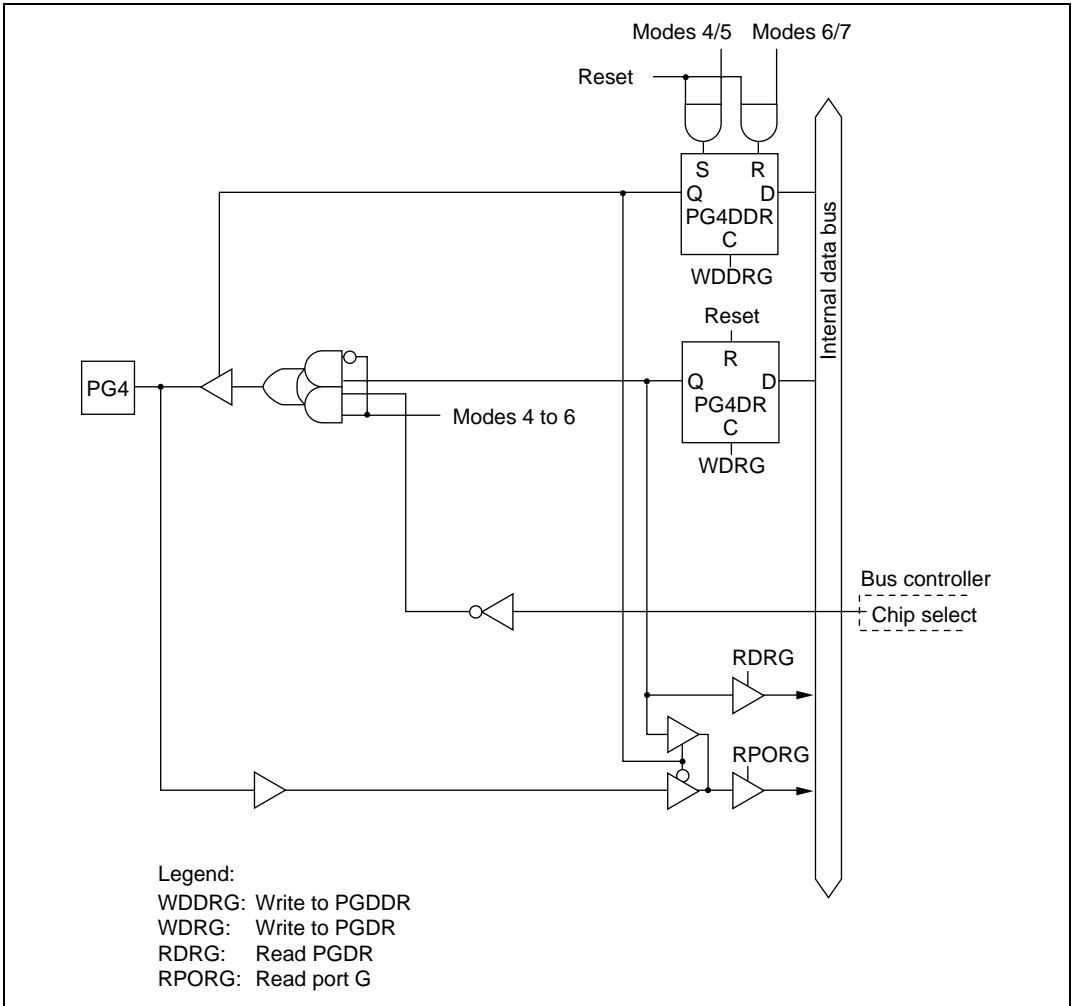 Modes 4/5 Modes 6/7
Reset
S R
Q D
PG4DDR
C
WDDRG
Internal data bus
Reset
R
PG4
Q D
PG4DR
C
Modes 4 to 6
WDRG
Bus controller
Chip select
RDRG
RPORG
Legend:
WDDRG: Write to PGDDR
WDRG: Write to PGDR
RDRG: Read PGDR
RPORG: Read port G